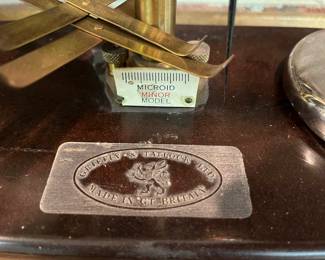 MICROID
MINOR
MODEL
GRIFFIN & TATLOCK LTD.
MADE IN GT. BRITAIN